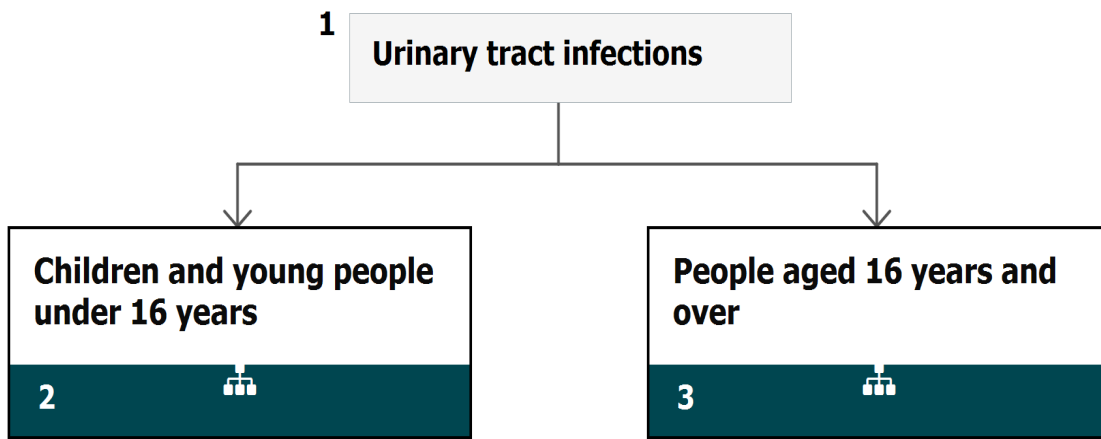 1
Urinary tract infections
Children and young people
under 16 years
2
People aged 16 years and
over
3